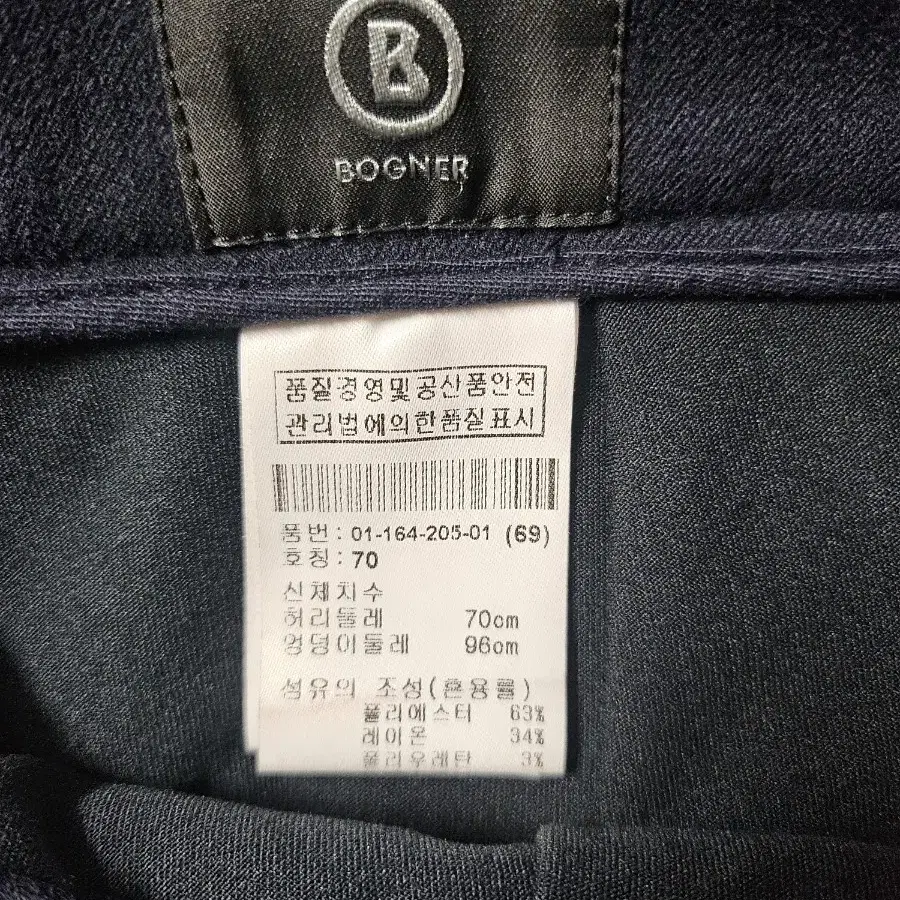 B
BOGNER
품질경영및공산품안전
관리법에의한품질표시
품번 : 01-164-205-01 (69)
호칭 : 70
신체치수
허리둘레 70cm
엉덩이둘레 96cm
섬유의 조성(혼용률)
폴리에스터 63%
레이온 34%
폴리우레탄 3%